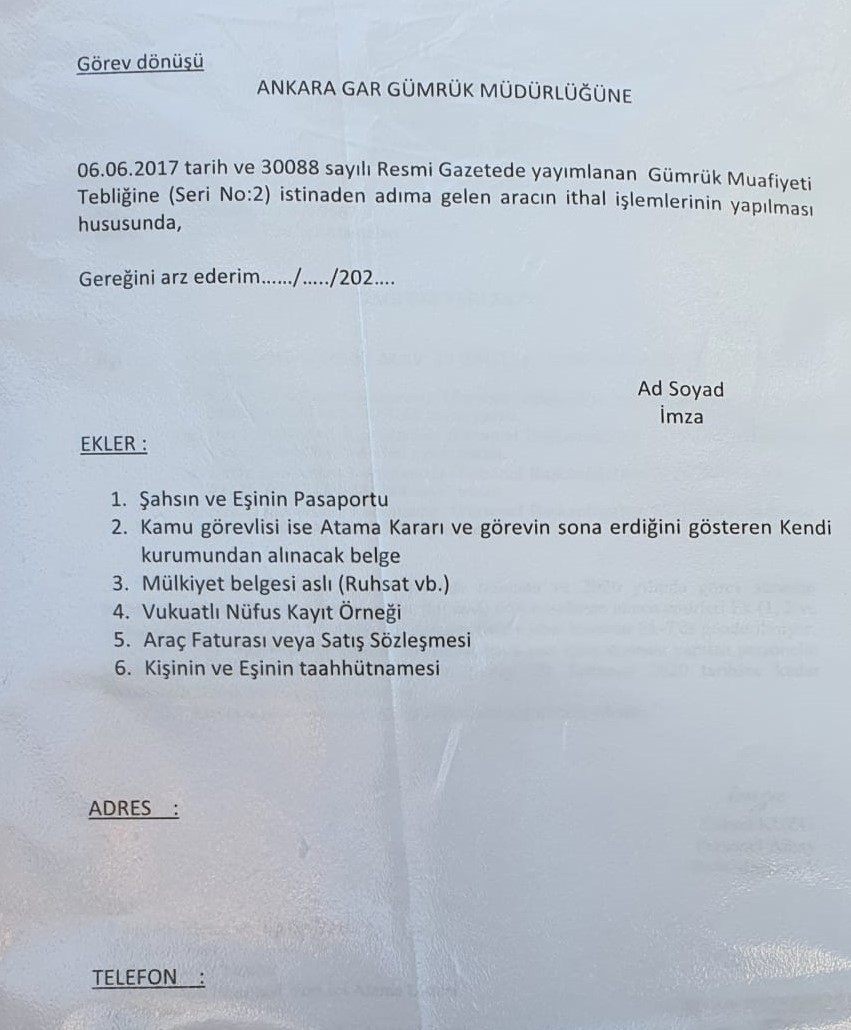 Görev dönüşü
ANKARA GAR GÜMRÜK MÜDÜRLÜĞÜNE
06.06.2017 tarih ve 30088 sayılı Resmi Gazetede yayımlanan Gümrük Muafiyeti
Tebliğine (Seri No:2) istinaden adıma gelen aracın ithal işlemlerinin yapılması
hususunda,
Gereğini arz ederim....../...../202....
Ad Soyad
İmza
EKLER :
1. Şahsın ve Eşinin Pasaportu
2. Kamu görevlisi ise Atama Kararı ve görevin sona erdiğini gösteren Kendi
kurumundan alınacak belge
3. Mülkiyet belgesi aslı (Ruhsat vb.)
4. Vukuatlı Nüfus Kayıt Örneği
5. Araç Faturası veya Satış Sözleşmesi
6. Kişinin ve Eşinin taahhütnamesi
ADRES :
TELEFON :